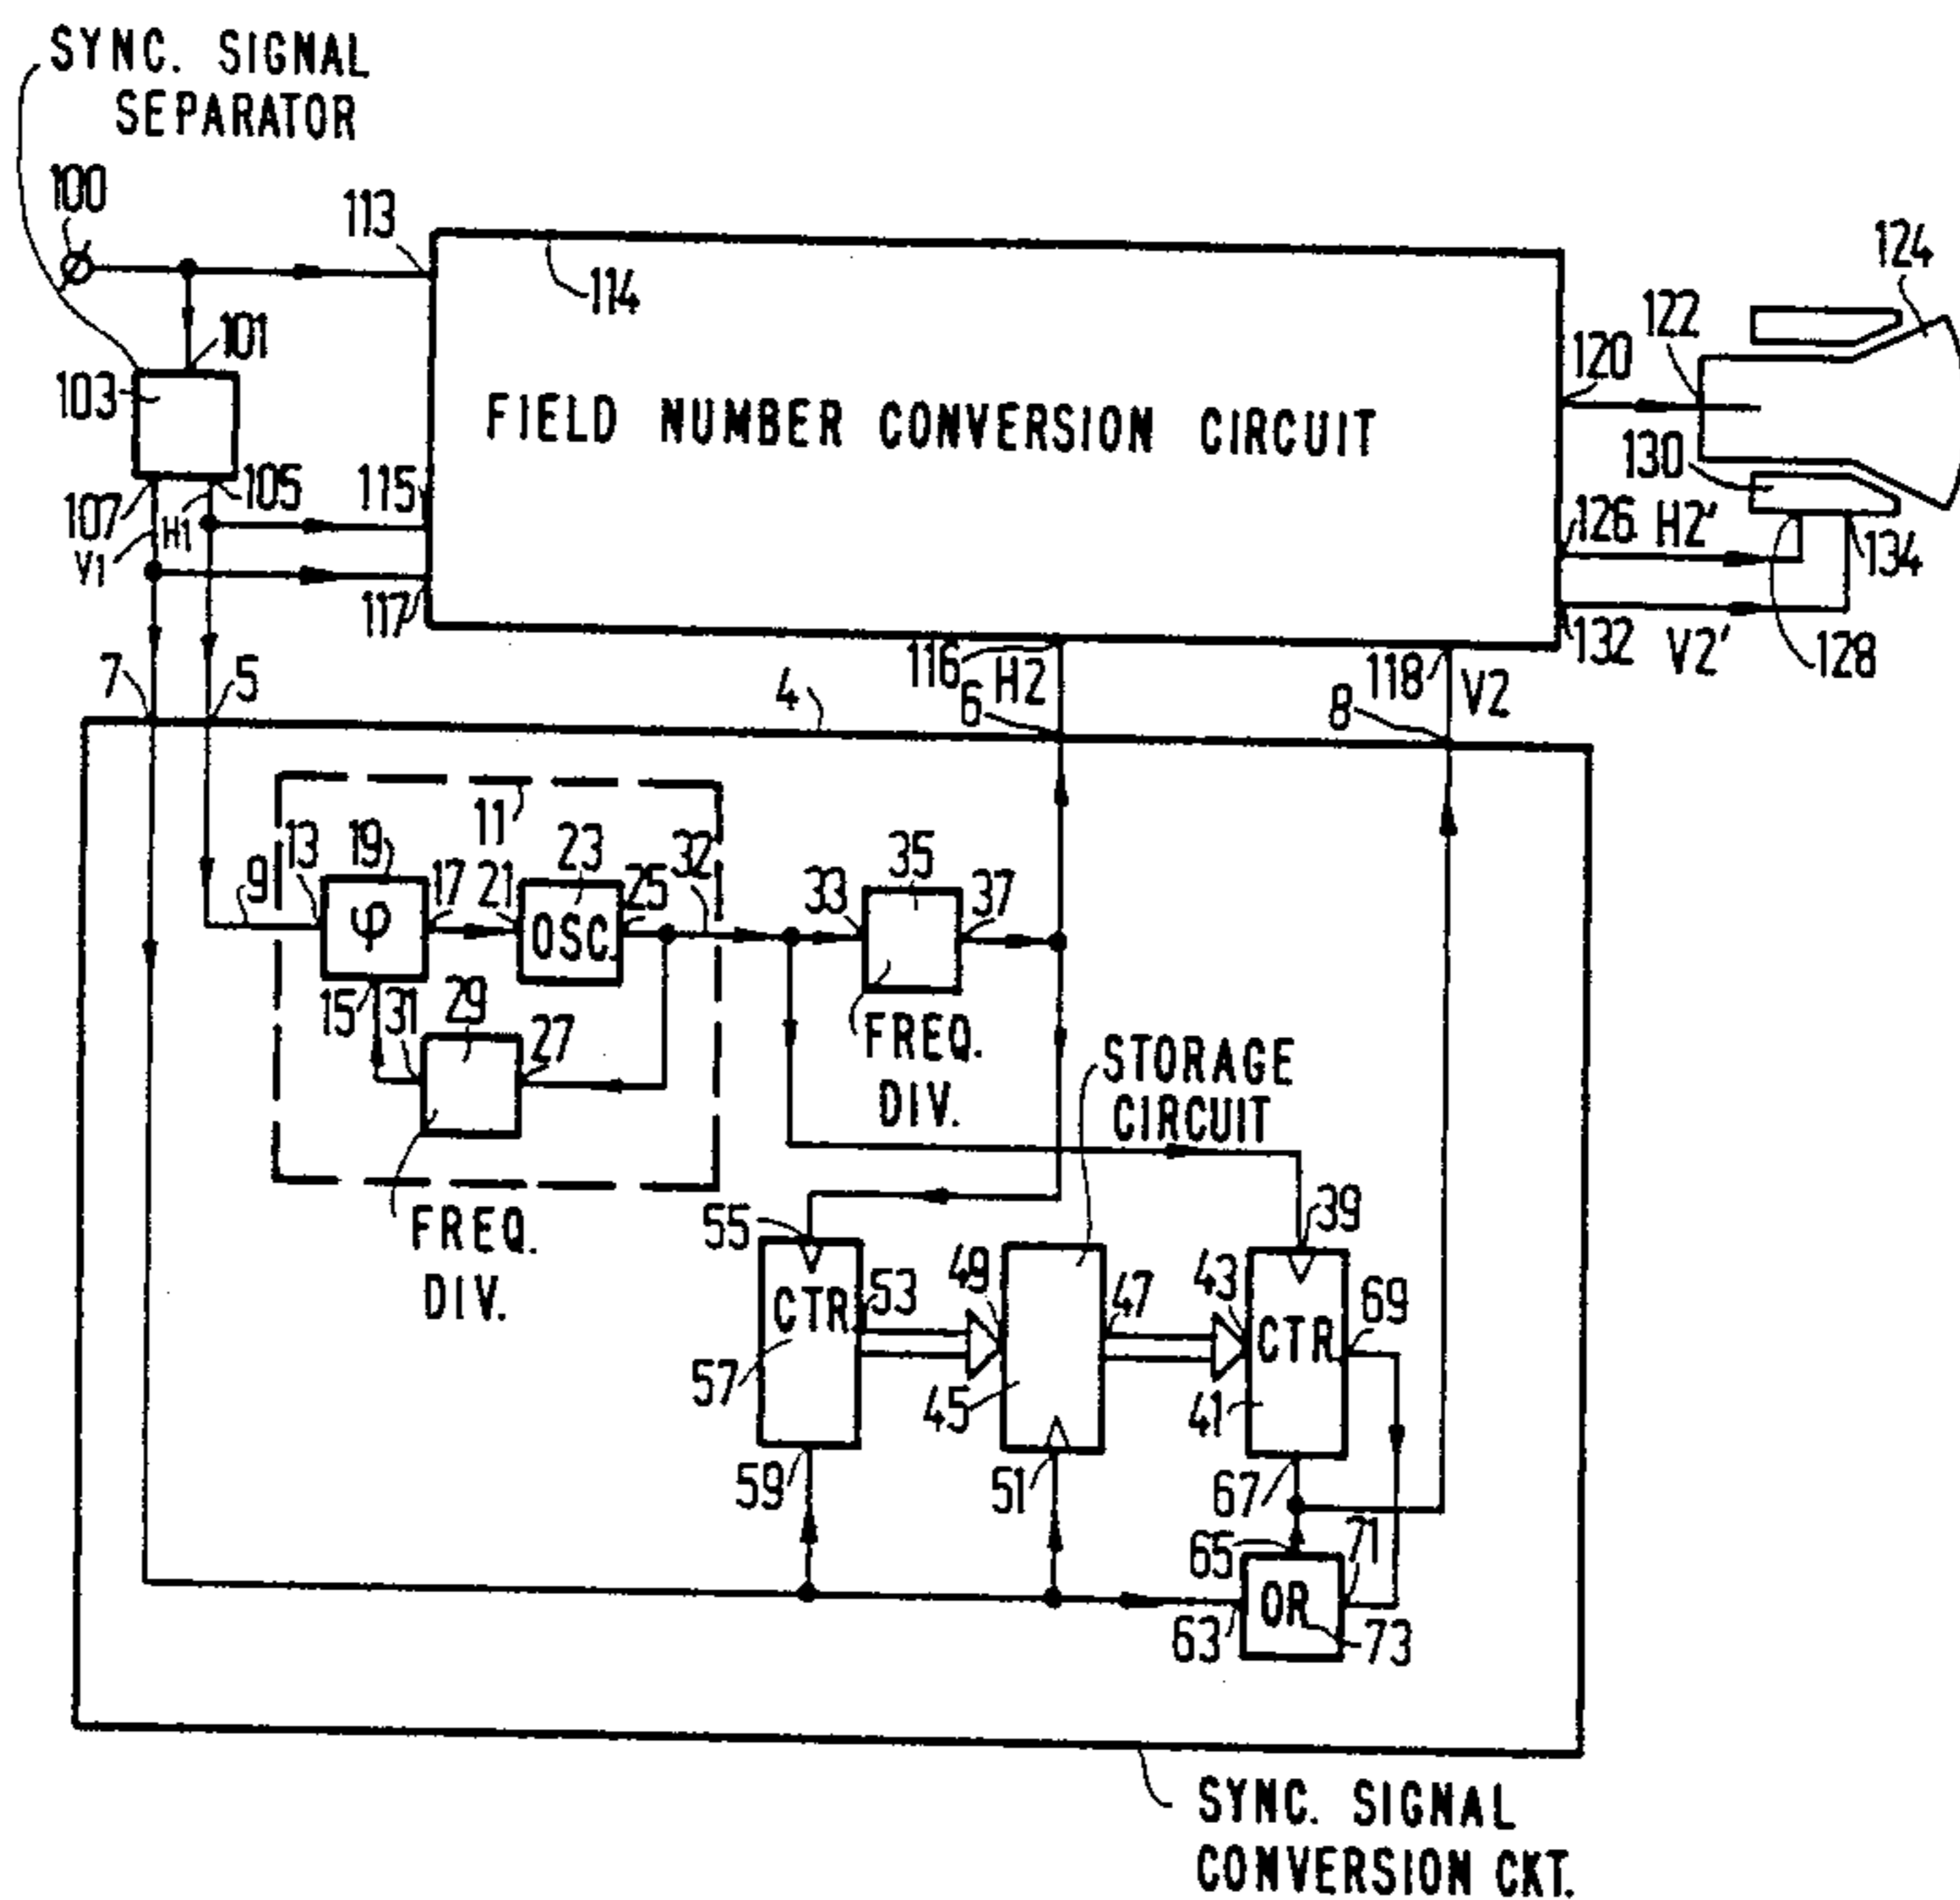 SYNC. SIGNAL
SEPARATOR
100
113
114
124
101
122
120
103
FIELD NUMBER CONVERSION CIRCUIT
130
105
115
107
H1
126 H2'
134
V1
117
116
132
V2'
128
H2
118
V2
7
5
4
6
8
11
13
19
23
32
35
9
17
21
25
33
37
φ
OSC.
15
31
29
27
FREQ.
DIV.
STORAGE
CIRCUIT
FREQ.
DIV.
55
39
CTR
53
49
47
43
CTR
69
57
45
41
59
51
67
65
71
OR
63
73
SYNC. SIGNAL
CONVERSION CKT.